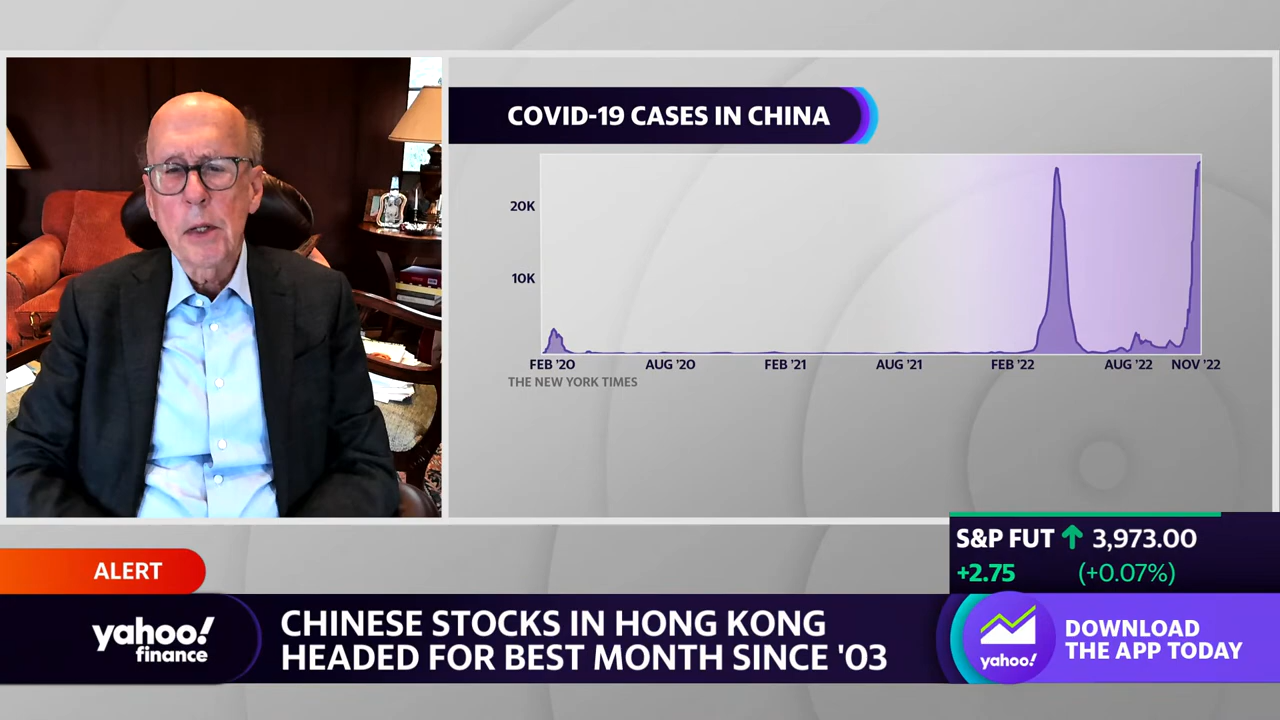 COVID-19 CASES IN CHINA
20K
10K
FEB '20
AUG '20
FEB '21
AUG '21
FEB '22
AUG '22
NOV '22
THE NEW YORK TIMES
S&P FUT 3,973.00
+2.75 (+0.07%)
ALERT
yahoo!
finance
CHINESE STOCKS IN HONG KONG
HEADED FOR BEST MONTH SINCE '03
yahoo!
DOWNLOAD
THE APP TODAY